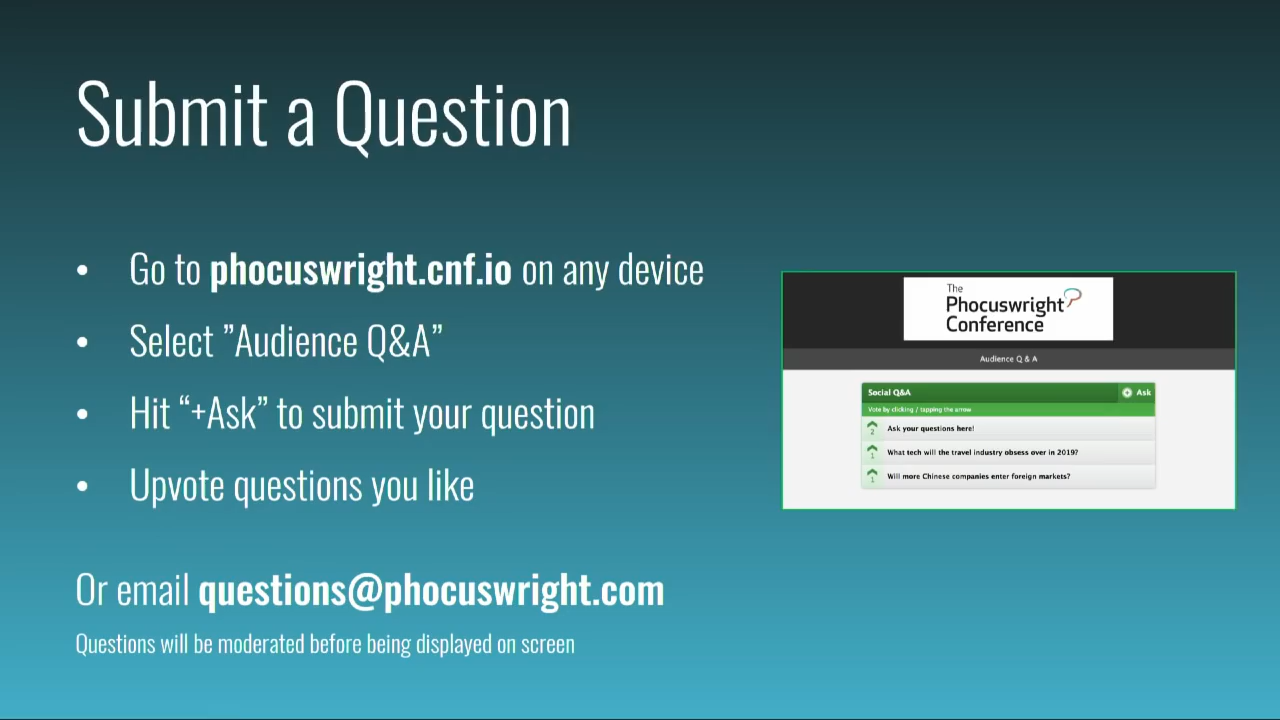 Submit a Question
• Go to phocuswright.cnf.io on any device
• Select ”Audience Q&A”
• Hit “+Ask” to submit your question
• Upvote questions you like
Or email questions@phocuswright.com
Questions will be moderated before being displayed on screen
The
Phocuswright
Conference
Audience Q & A
Social Q&A Ask
Vote by clicking / tapping the arrow
2 Ask your questions here!
1 What tech will the travel industry obsess over in 2019?
1 Will more Chinese companies enter foreign markets?